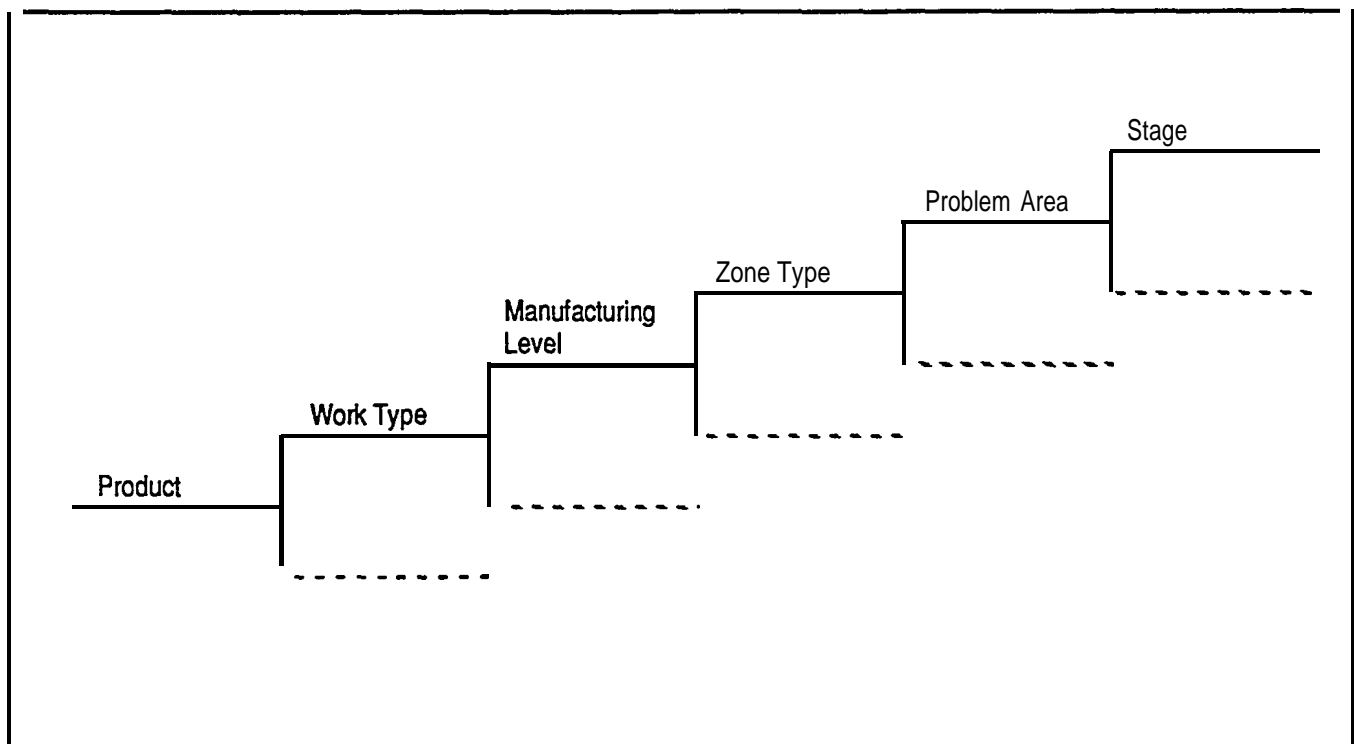 Stage
Problem Area
Zone Type
Manufacturing
Level
Work Type
Product